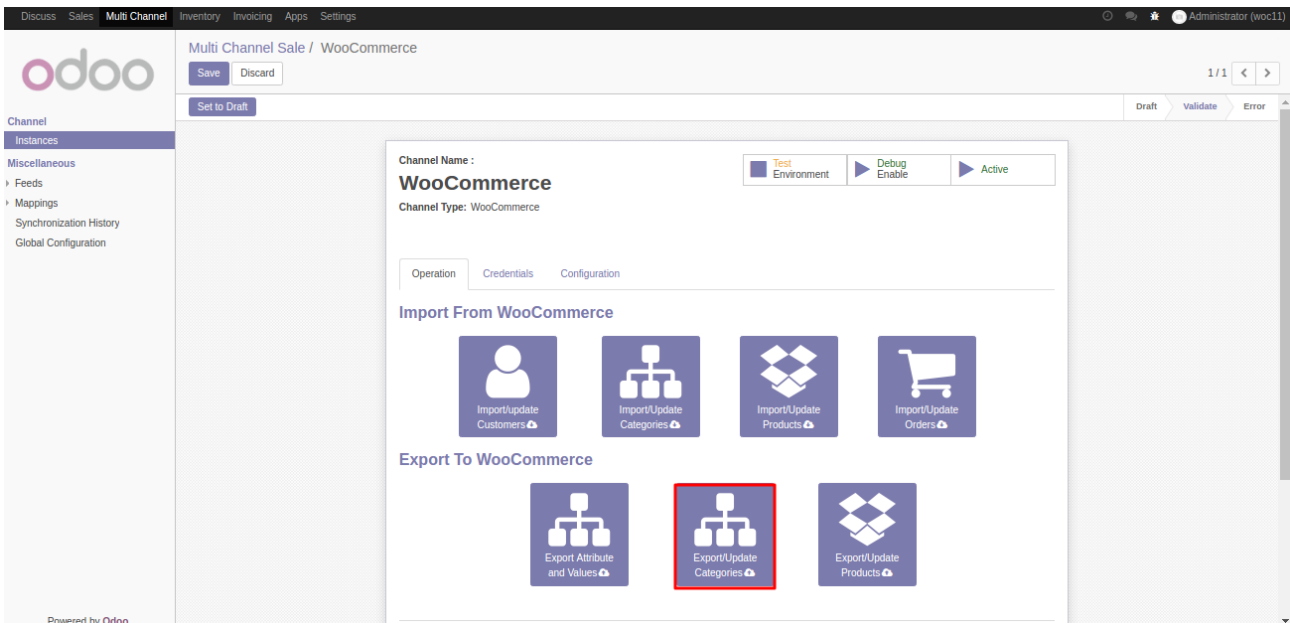 Discuss Sales Multi Channel Inventory Invoicing Apps Settings Administrator (woc11)
odoo
Multi Channel Sale / WooCommerce
Save Discard 1 / 1
Set to Draft Draft Validate Error
Channel
Instances
Miscellaneous
Feeds
Mappings
Synchronization History
Global Configuration
Powered by Odoo
Channel Name :
WooCommerce
Channel Type: WooCommerce
Test
Environment
Debug
Enable
Active
Operation Credentials Configuration
Import From WooCommerce
Import/update
Customers
Import/Update
Categories
Import/Update
Products
Import/Update
Orders
Export To WooCommerce
Export Attribute
and Values
Export/Update
Categories
Export/Update
Products